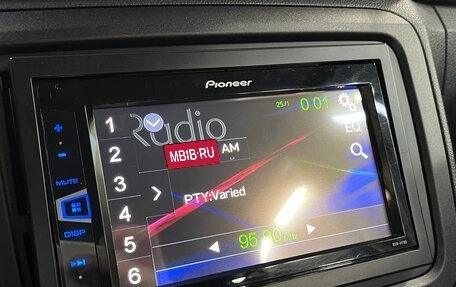 Pioneer
25/1 0:01
1 Radio
EQ
MBIB·RU AM
2
MUTE
3 PTY:Varied
4
DISP
5 95.90 MHz
6